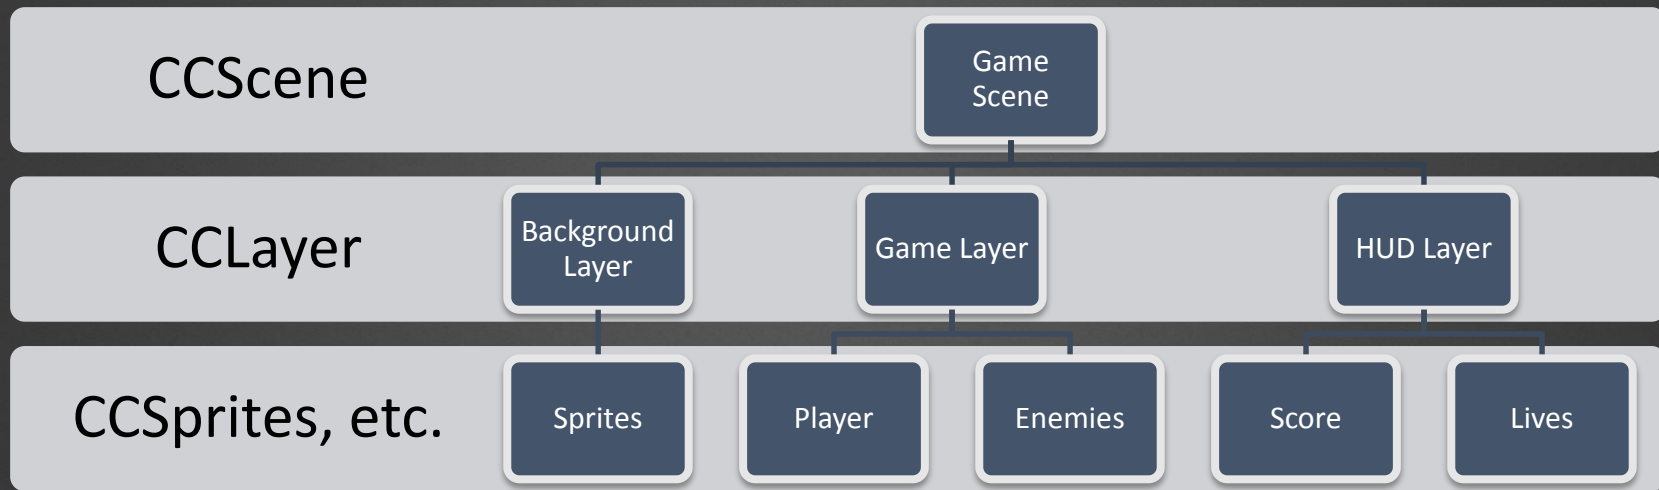 CCScene
Game
Scene
CCLayer
Background
Layer
Game Layer
HUD Layer
CCSprites, etc.
Sprites
Player
Enemies
Score
Lives